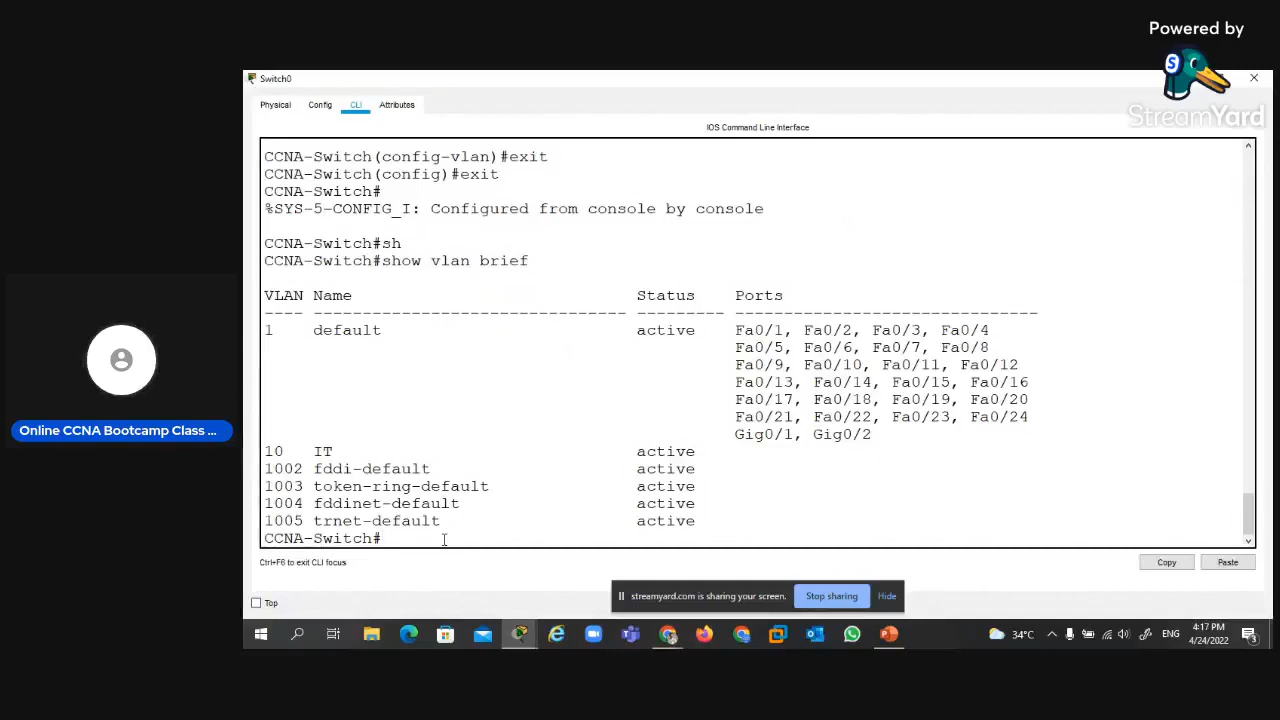 Powered by
S
StreamYard
Switch0
Physical Config CLI Attributes
IOS Command Line Interface
CCNA-Switch(config-vlan)#exit
CCNA-Switch(config)#exit
CCNA-Switch#
%SYS-5-CONFIG_I: Configured from console by console
CCNA-Switch#sh
CCNA-Switch#show vlan brief
VLAN Name Status Ports
---- -------------------------------- --------- -------------------------------
1 default active Fa0/1, Fa0/2, Fa0/3, Fa0/4
Fa0/5, Fa0/6, Fa0/7, Fa0/8
Fa0/9, Fa0/10, Fa0/11, Fa0/12
Fa0/13, Fa0/14, Fa0/15, Fa0/16
Fa0/17, Fa0/18, Fa0/19, Fa0/20
Fa0/21, Fa0/22, Fa0/23, Fa0/24
Gig0/1, Gig0/2
10 IT active
1002 fddi-default active
1003 token-ring-default active
1004 fddinet-default active
1005 trnet-default active
CCNA-Switch#
Ctrl+F6 to exit CLI focus
Copy Paste
Top
streamyard.com is sharing your screen. Stop sharing Hide
Online CCNA Bootcamp Class ...
34°C ENG 4:17 PM
4/24/2022
3